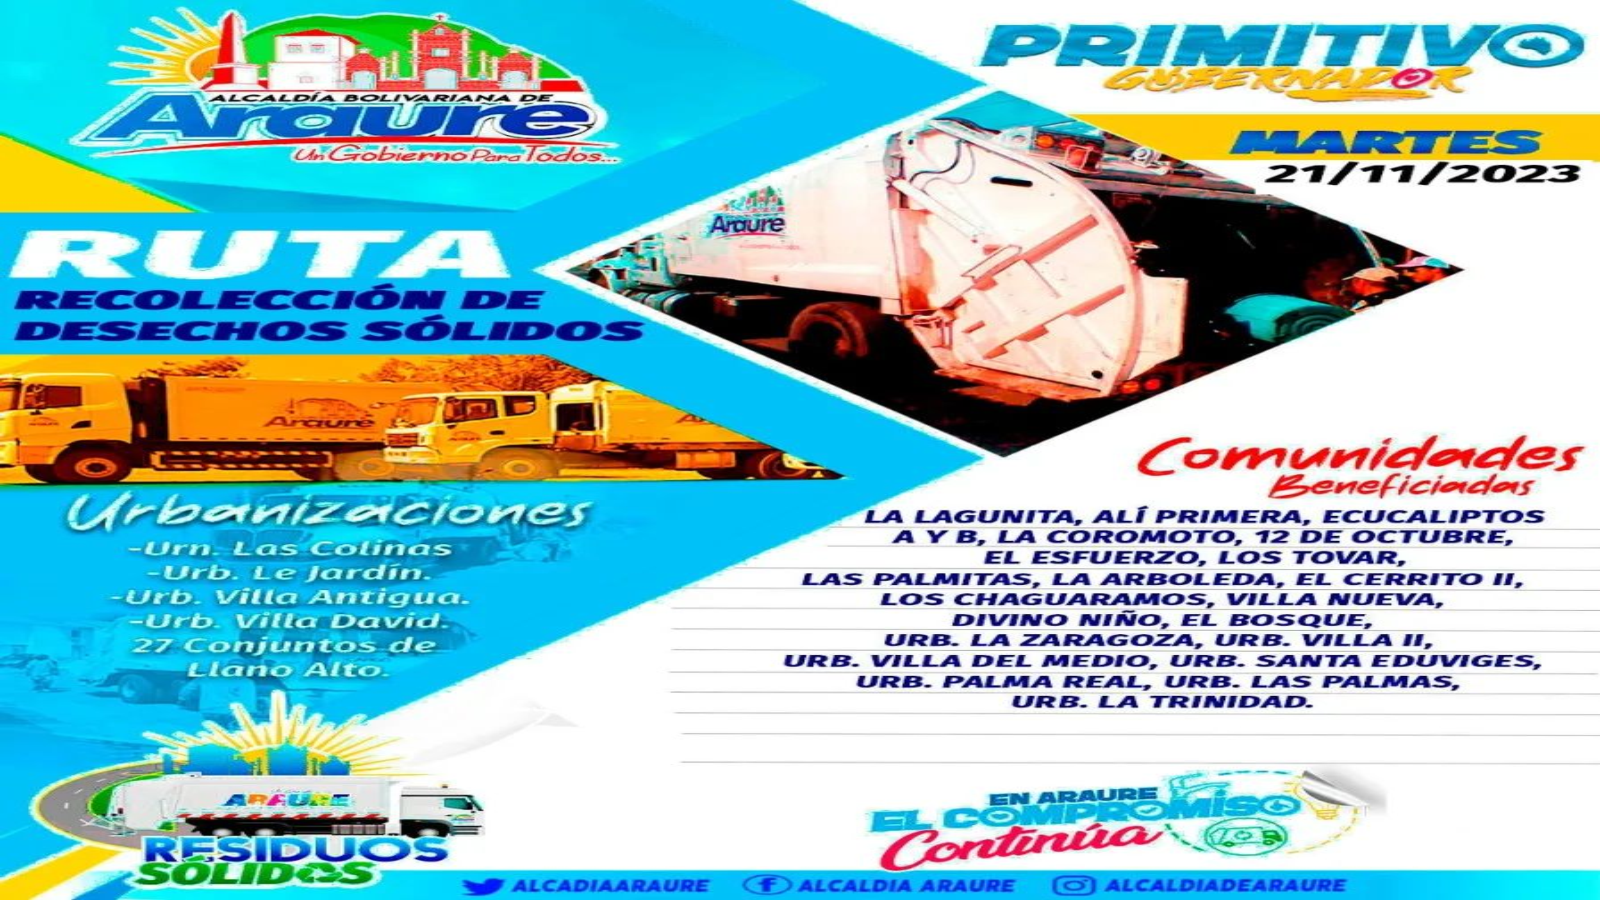 ALCALDÍA BOLIVARIANA DE
Araure
Un Gobierno Para Todos...
PRIMITIVO
GOBERNADOR
MARTES
21/11/2023
RUTA
RECOLECCIÓN DE
DESECHOS SÓLIDOS
Araure
Araure
Urbanizaciones
-Urn. Las Colinas
-Urb. Le Jardín.
-Urb. Villa Antigua.
-Urb. Villa David.
27 Conjuntos de
Llano Alto.
Comunidades
Beneficiadas
LA LAGUNITA, ALÍ PRIMERA, ECUCALIPTOS
A Y B, LA COROMOTO, 12 DE OCTUBRE,
EL ESFUERZO, LOS TOVAR,
LAS PALMITAS, LA ARBOLEDA, EL CERRITO II,
LOS CHAGUARAMOS, VILLA NUEVA,
DIVINO NIÑO, EL BOSQUE,
URB. LA ZARAGOZA, URB. VILLA II,
URB. VILLA DEL MEDIO, URB. SANTA EDUVIGES,
URB. PALMA REAL, URB. LAS PALMAS,
URB. LA TRINIDAD.
ARAURE
RESIDUOS
SÓLIDOS
EN ARAURE
EL COMPROMISO
Continúa
ALCADIAARAURE
ALCALDIA ARAURE
ALCALDIADEARAURE